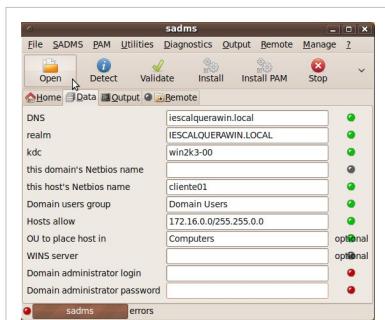 sadms
File SADMS PAM Utilities Diagnostics Output Remote Manage ?
Open Detect Validate Install Install PAM Stop
Home Data Output Remote
DNS iescalquerawin.local
realm IESCALQUERAWIN.LOCAL
kdc win2k3-00
this domain's Netbios name
this host's Netbios name cliente01
Domain users group Domain Users
Hosts allow 172.16.0.0/255.255.0.0
OU to place host in Computers optional
WINS server optional
Domain administrator login
Domain administrator password
sadms errors